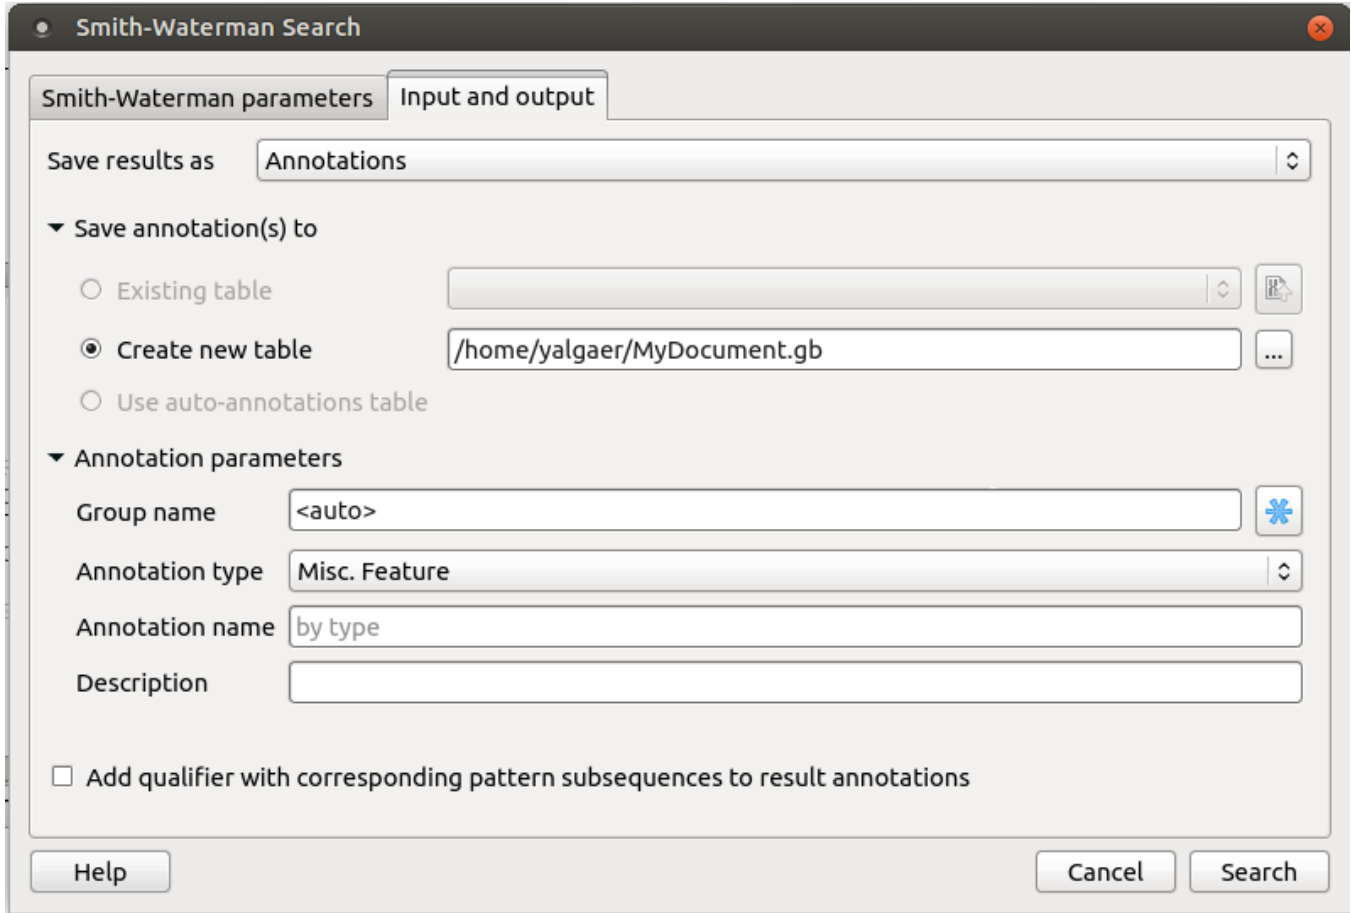 Smith-Waterman Search
Smith-Waterman parameters Input and output
Save results as Annotations
Save annotation(s) to
Existing table
Create new table /home/yalgaer/MyDocument.gb ...
Use auto-annotations table
Annotation parameters
Group name <auto>
Annotation type Misc. Feature
Annotation name by type
Description
Add qualifier with corresponding pattern subsequences to result annotations
Help Cancel Search